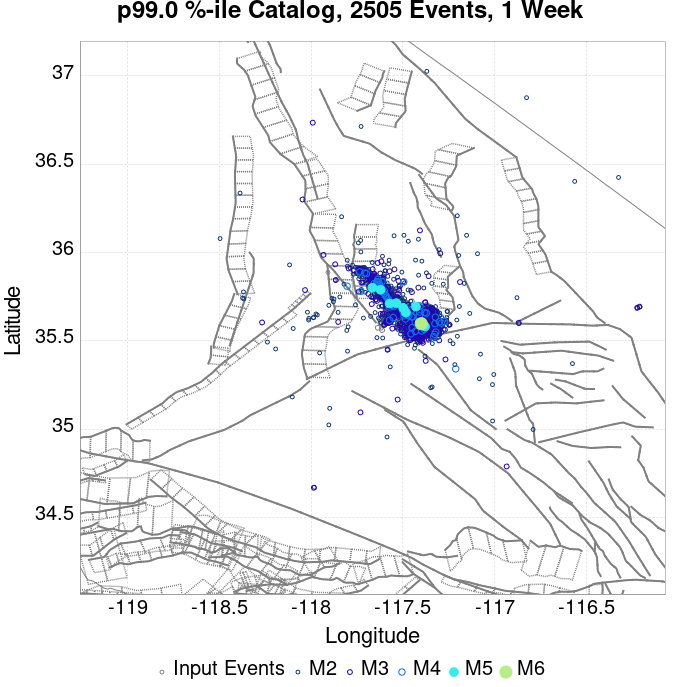 p99.0 %-ile Catalog, 2505 Events, 1 Week
37
36.5
36
35.5
35
34.5
Latitude
-119 -118.5 -118 -117.5 -117 -116.5
Longitude
Input Events M2 M3 M4 M5 M6